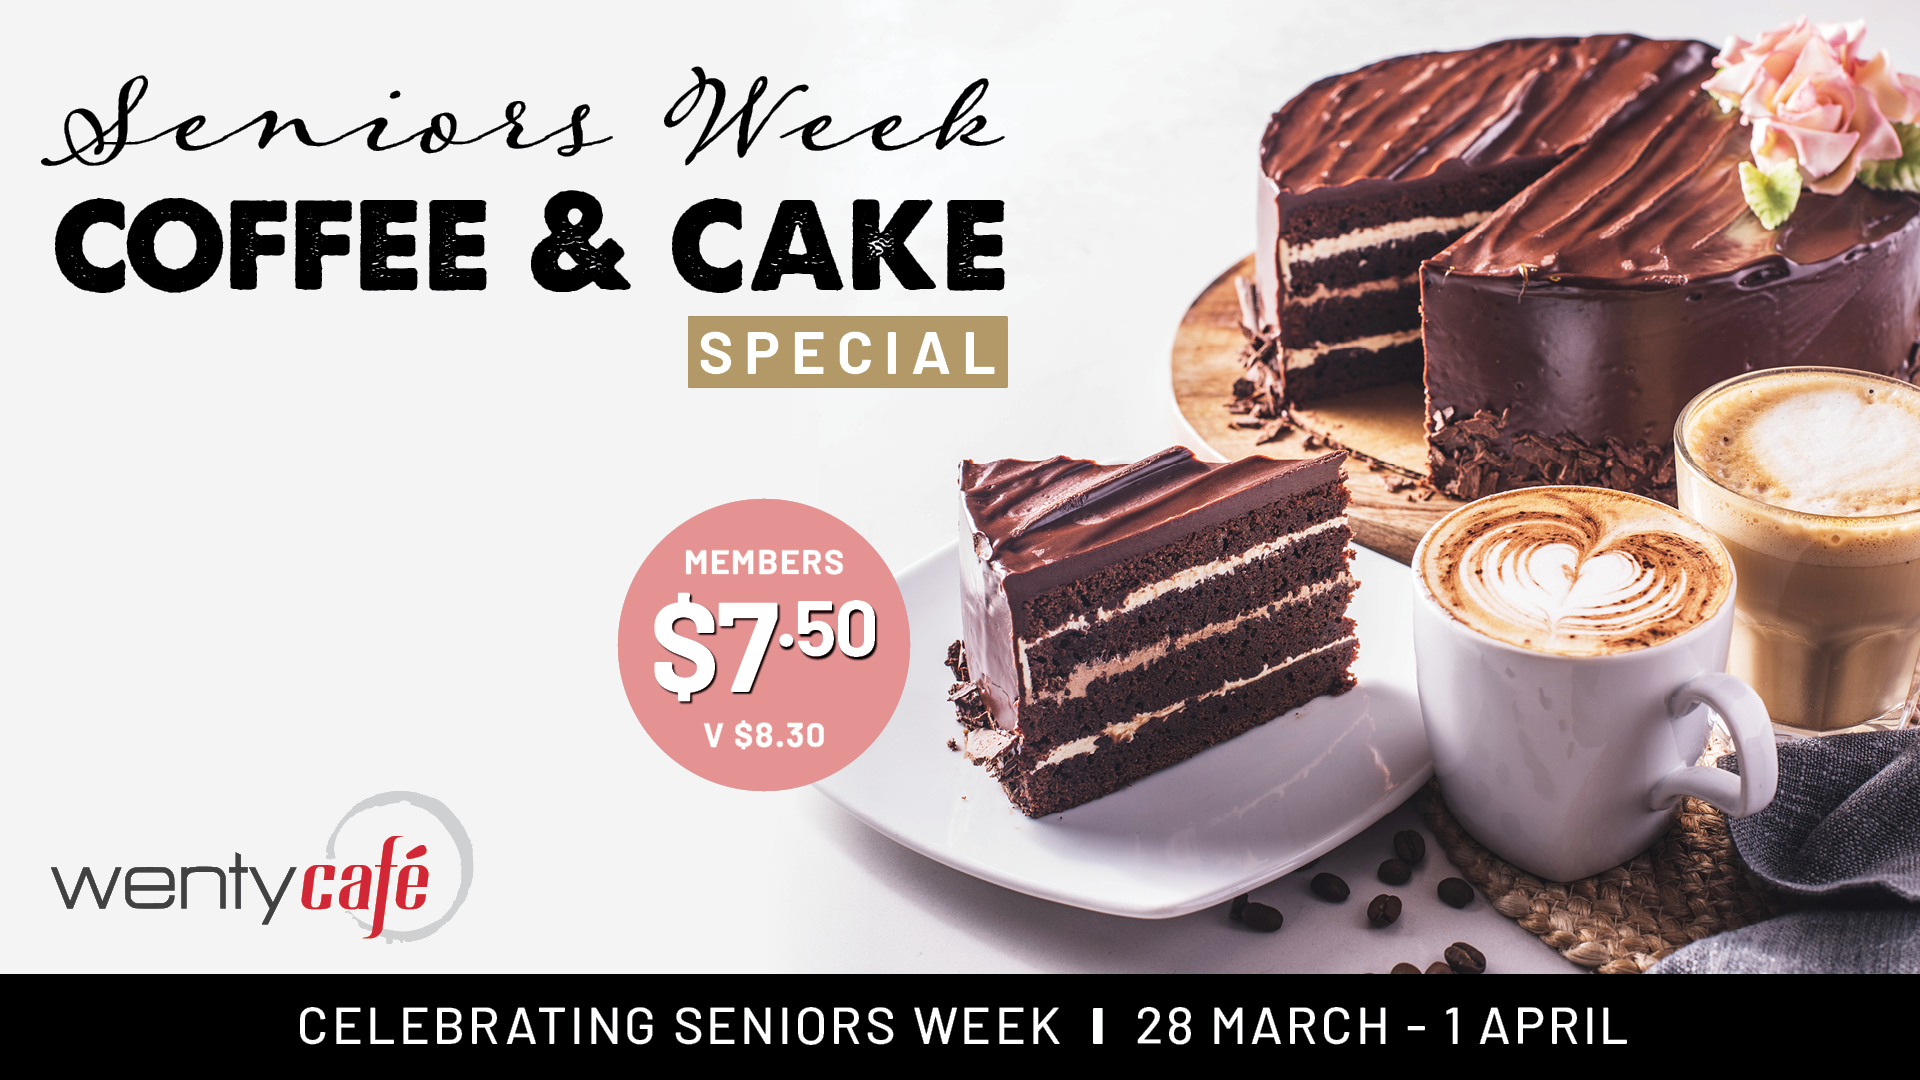 Seniors Week
COFFEE & CAKE
SPECIAL
MEMBERS
$7.50
V $8.30
wentycafé
CELEBRATING SENIORS WEEK | 28 MARCH - 1 APRIL